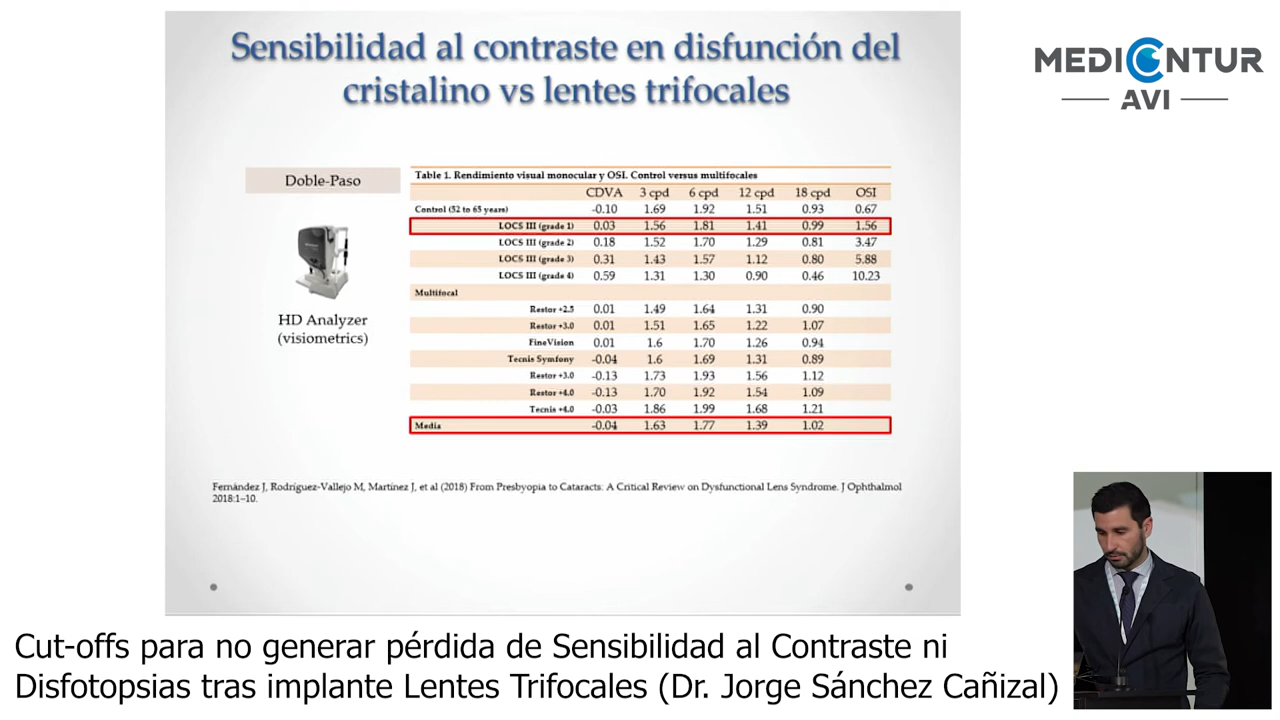 Sensibilidad al contraste en disfunción del
cristalino vs lentes trifocales
MEDICONTUR
AVI
Doble-Paso
HD Analyzer
(visiometrics)
Table 1. Rendimiento visual monocular y OSI. Control versus multifocales
CDVA 3 cpd 6 cpd 12 cpd 18 cpd OSI
Control (52 to 65 years) -0.10 1.69 1.92 1.51 0.93 0.67
LOCS III (grade 1) 0.03 1.56 1.81 1.41 0.99 1.56
LOCS III (grade 2) 0.18 1.52 1.70 1.29 0.81 3.47
LOCS III (grade 3) 0.31 1.43 1.57 1.12 0.80 5.88
LOCS III (grade 4) 0.59 1.31 1.30 0.90 0.46 10.23
Multifocal
Restor +2.5 0.01 1.49 1.64 1.31 0.90
Restor +3.0 0.01 1.51 1.65 1.22 1.07
FineVision 0.01 1.6 1.70 1.26 0.94
Tecnis Symfony -0.04 1.6 1.69 1.31 0.89
Restor +3.0 -0.13 1.73 1.93 1.56 1.12
Restor +4.0 -0.13 1.70 1.92 1.54 1.09
Tecnis +4.0 -0.03 1.86 1.99 1.68 1.21
Media -0.04 1.63 1.77 1.39 1.02
Fernández J, Rodríguez-Vallejo M, Martínez J, et al (2018) From Presbyopia to Cataracts: A Critical Review on Dysfunctional Lens Syndrome. J Ophthalmol
2018:1–10.
Cut-offs para no generar pérdida de Sensibilidad al Contraste ni
Disfotopsias tras implante Lentes Trifocales (Dr. Jorge Sánchez Cañizal)